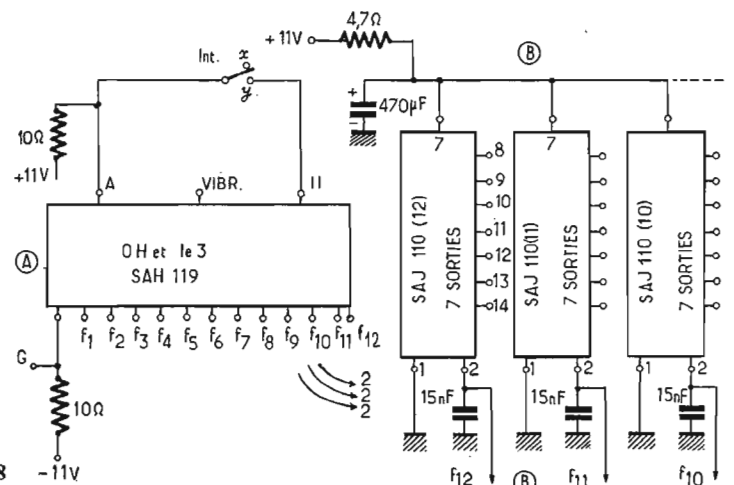 +11V
4,7Ω
B
Int. x
y
+
470µF
-
10Ω
+11V
A
VIBR.
11
A
OH et le 3
SAH 119
f1 f2 f3 f4 f5 f6 f7 f8 f9 f10 f11 f12
G
10Ω
-11V
2
2
2
8
7
SAJ 110 (12)
7 SORTIES
8
9
10
11
12
13
14
1 2
15nF
f12
7
SAJ 110 (11)
7 SORTIES
1 2
15nF
B
f11
SAJ 110 (10)
7 SORTIES
1 2
15nF
f10